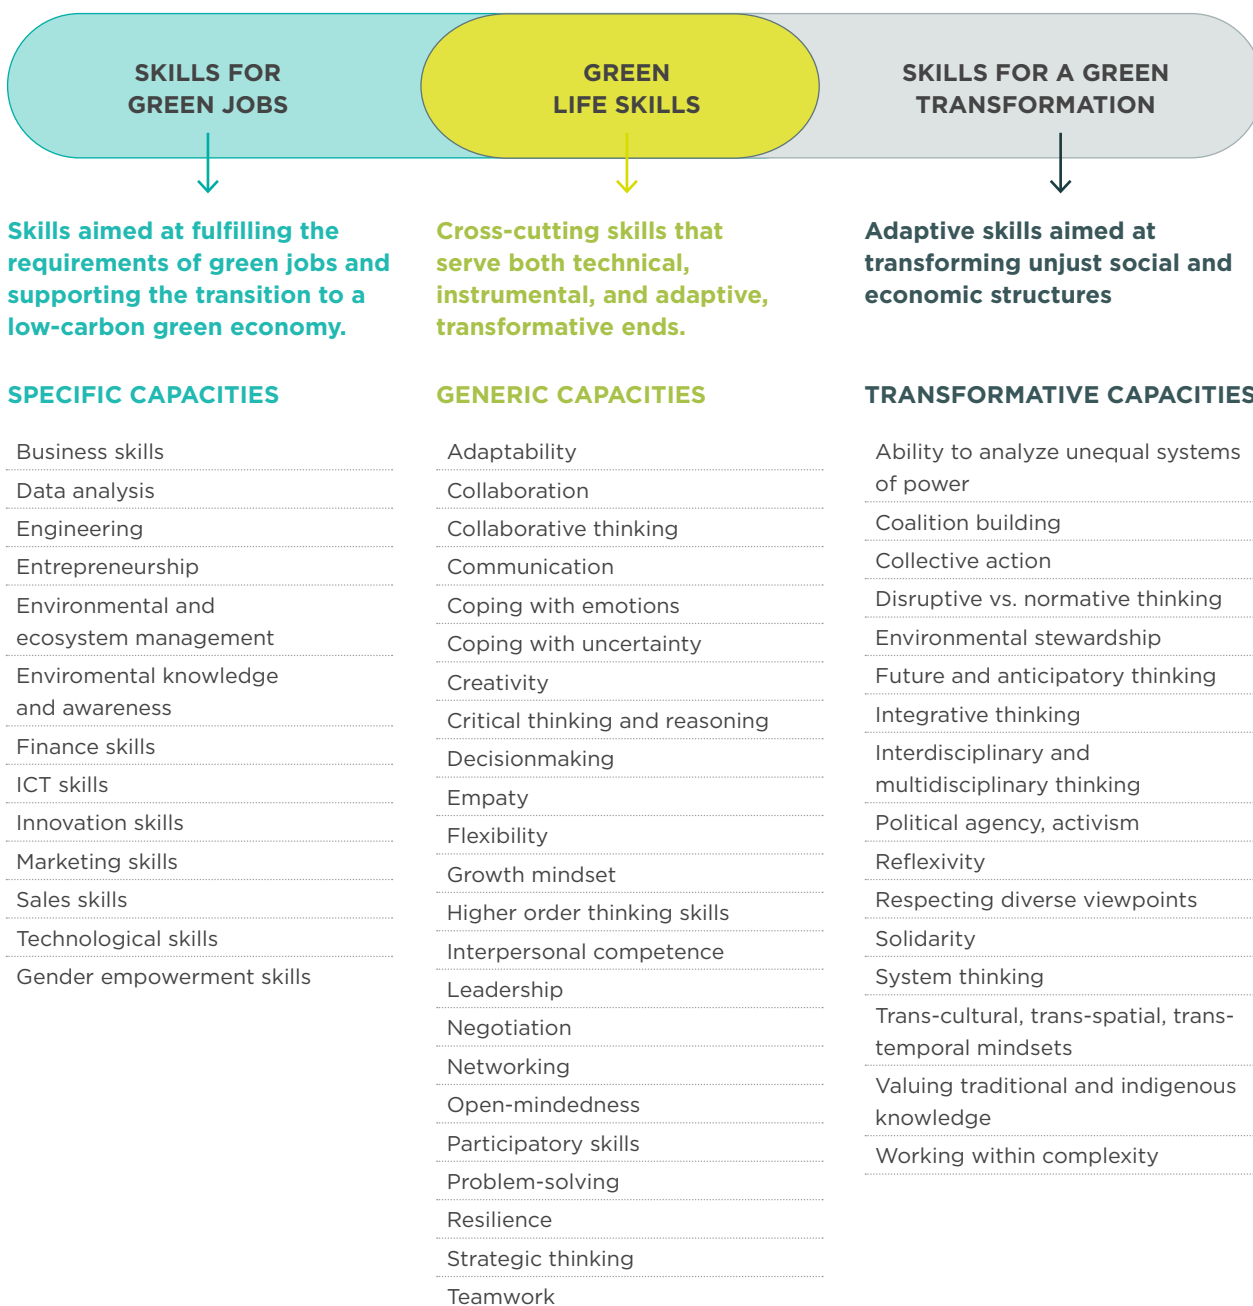 SKILLS FOR
GREEN JOBS
GREEN
LIFE SKILLS
SKILLS FOR A GREEN
TRANSFORMATION
Skills aimed at fulfilling the
requirements of green jobs and
supporting the transition to a
low-carbon green economy.
SPECIFIC CAPACITIES
Business skills
Data analysis
Engineering
Entrepreneurship
Environmental and
ecosystem management
Enviromental knowledge
and awareness
Finance skills
ICT skills
Innovation skills
Marketing skills
Sales skills
Technological skills
Gender empowerment skills
Cross-cutting skills that
serve both technical,
instrumental, and adaptive,
transformative ends.
GENERIC CAPACITIES
Adaptability
Collaboration
Collaborative thinking
Communication
Coping with emotions
Coping with uncertainty
Creativity
Critical thinking and reasoning
Decisionmaking
Empaty
Flexibility
Growth mindset
Higher order thinking skills
Interpersonal competence
Leadership
Negotiation
Networking
Open-mindedness
Participatory skills
Problem-solving
Resilience
Strategic thinking
Teamwork
Adaptive skills aimed at
transforming unjust social and
economic structures
TRANSFORMATIVE CAPACITIES
Ability to analyze unequal systems
of power
Coalition building
Collective action
Disruptive vs. normative thinking
Environmental stewardship
Future and anticipatory thinking
Integrative thinking
Interdisciplinary and
multidisciplinary thinking
Political agency, activism
Reflexivity
Respecting diverse viewpoints
Solidarity
System thinking
Trans-cultural, trans-spatial, trans-
temporal mindsets
Valuing traditional and indigenous
knowledge
Working within complexity